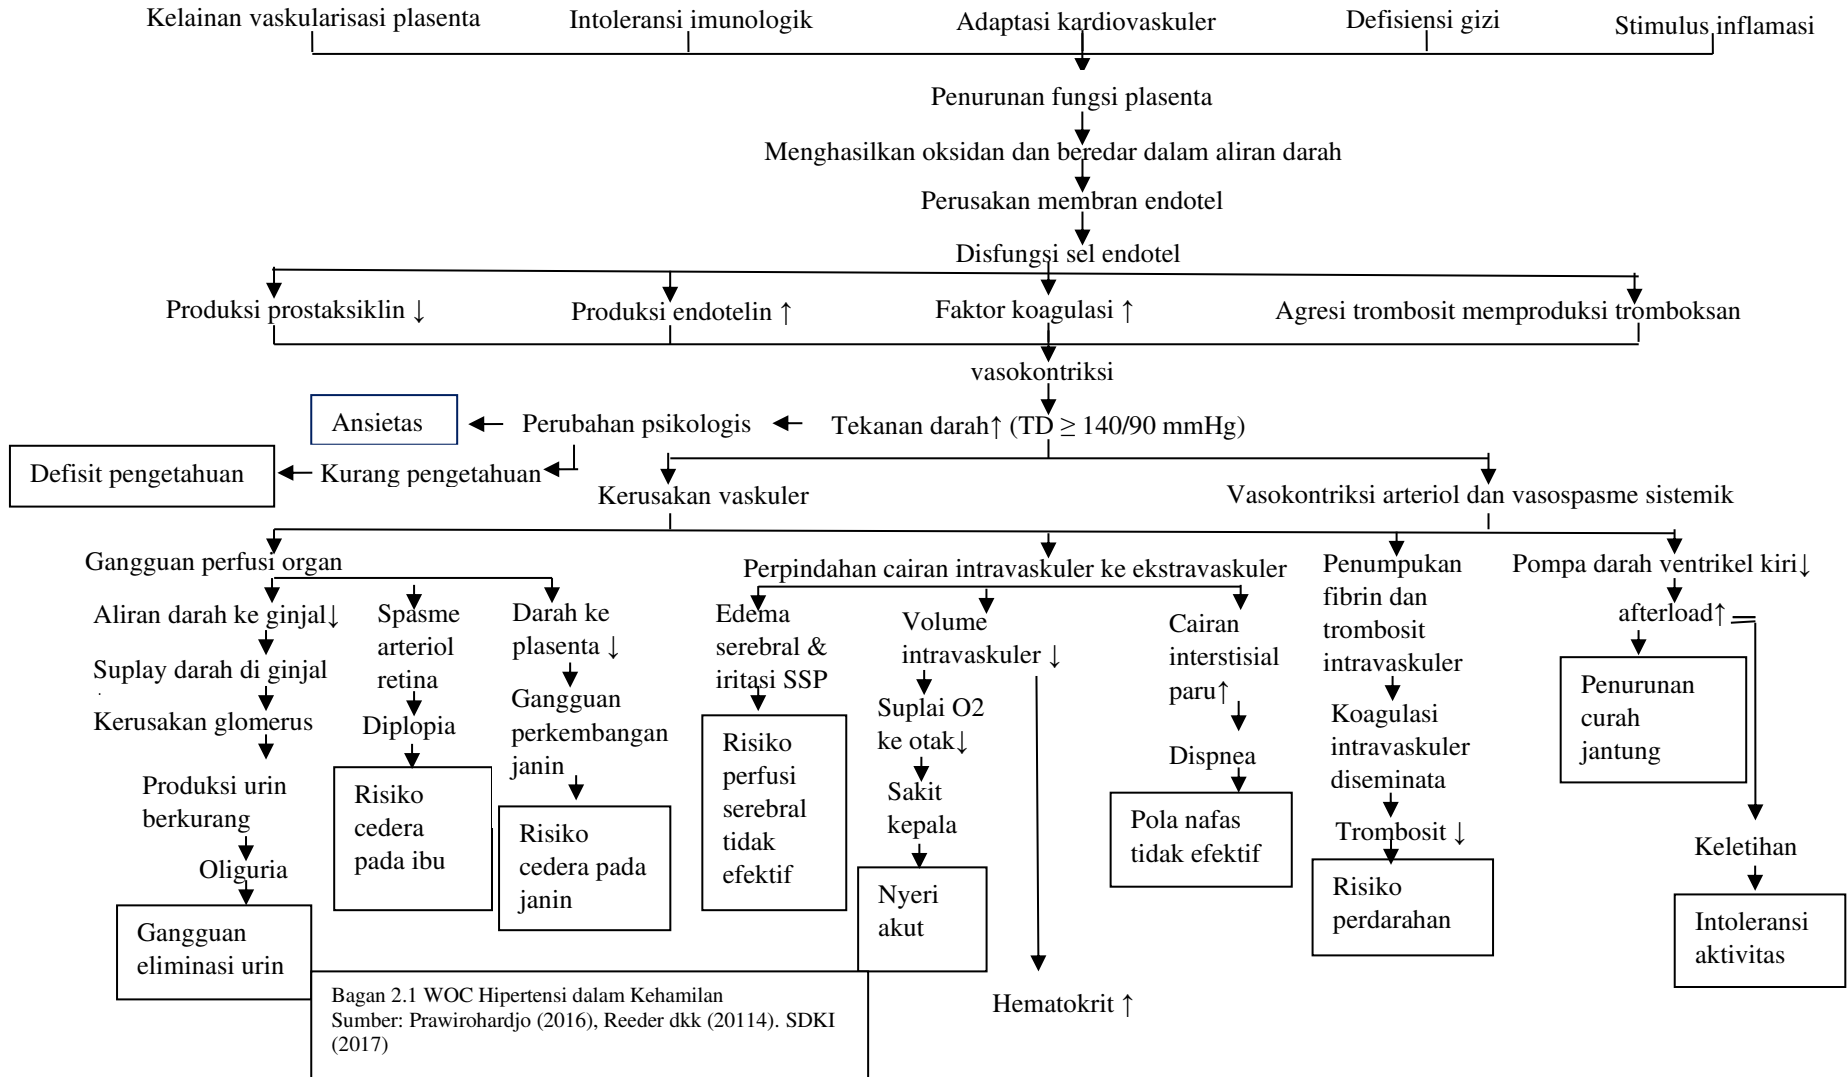 Kelainan vaskularisasi plasenta
Intoleransi imunologik
Adaptasi kardiovaskuler
Defisiensi gizi
Stimulus inflamasi
Penurunan fungsi plasenta
Menghasilkan oksidan dan beredar dalam aliran darah
Perusakan membran endotel
Disfungsi sel endotel
Produksi prostaksiklin ↓
Produksi endotelin ↑
Faktor koagulasi ↑
Agresi trombosit memproduksi tromboksan
vasokontriksi
Ansietas
Perubahan psikologis
Tekanan darah↑ (TD ≥ 140/90 mmHg)
Defisit pengetahuan
Kurang pengetahuan
Kerusakan vaskuler
Vasokontriksi arteriol dan vasospasme sistemik
Gangguan perfusi organ
Aliran darah ke ginjal↓
Suplay darah di ginjal
Kerusakan glomerus
Produksi urin
berkurang
Oliguria
Gangguan
eliminasi urin
Spasme
arteriol
retina
Diplopia
Risiko
cedera
pada ibu
Darah ke
plasenta ↓
Gangguan
perkembangan
janin
Risiko
cedera pada
janin
Perpindahan cairan intravaskuler ke ekstravaskuler
Edema
serebral &
iritasi SSP
Risiko
perfusi
serebral
tidak
efektif
Volume
intravaskuler ↓
Suplai O2
ke otak↓
Sakit
kepala
Nyeri
akut
Hematokrit ↑
Cairan
interstisial
paru↑
Dispnea
Pola nafas
tidak efektif
Penumpukan
fibrin dan
trombosit
intravaskuler
Koagulasi
intravaskuler
diseminata
Trombosit ↓
Risiko
perdarahan
Pompa darah ventrikel kiri↓
afterload↑
Penurunan
curah
jantung
Keletihan
Intoleransi
aktivitas
Bagan 2.1 WOC Hipertensi dalam Kehamilan
Sumber: Prawirohardjo (2016), Reeder dkk (20114). SDKI
(2017)